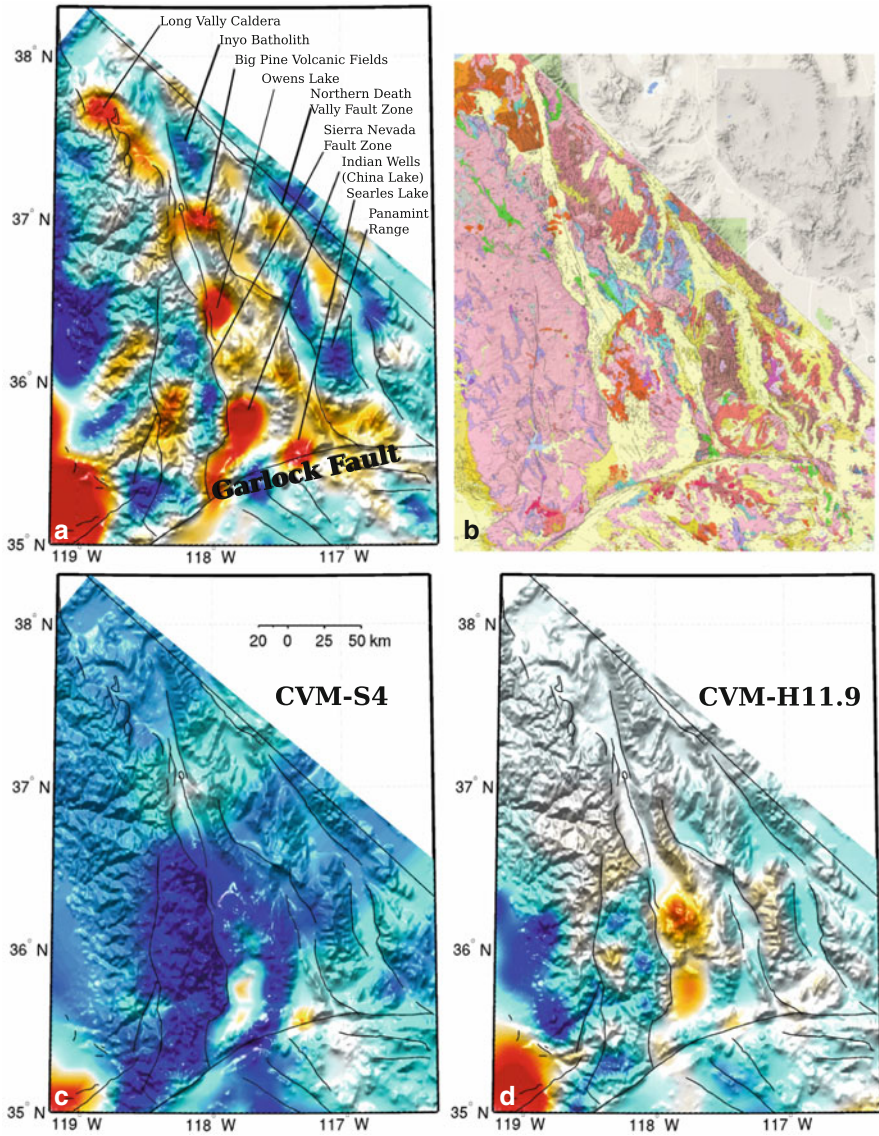 Long Vally Caldera
Inyo Batholith
Big Pine Volcanic Fields
Owens Lake
Northern Death
Vally Fault Zone
Sierra Nevada
Fault Zone
Indian Wells
(China Lake)
Searles Lake
Panamint
Range
38° N
37° N
36° N
35° N
119° W
118° W
117° W
Garlock Fault
a
b
20 0 25 50 km
CVM-S4
38° N
37° N
36° N
35° N
119° W
118° W
117° W
c
CVM-H11.9
38° N
37° N
36° N
35° N
119° W
118° W
117° W
d